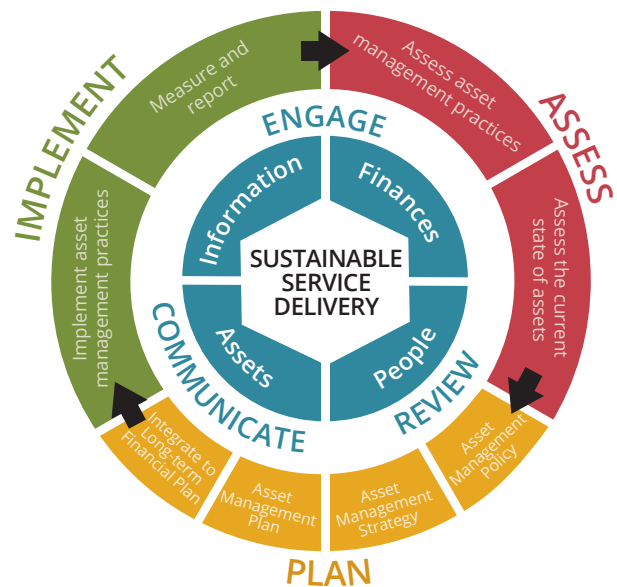 IMPLEMENT
Measure and
report
Assess asset
management practices
ASSESS
ENGAGE
Information
Finances
SUSTAINABLE
SERVICE
DELIVERY
Implement asset
management practices
Assess the current
state of assets
Assets
People
COMMUNICATE
REVIEW
Integrate to
Long-term
Financial Plan
Asset
Management
Plan
Asset
Management
Strategy
Asset
Management
Policy
PLAN